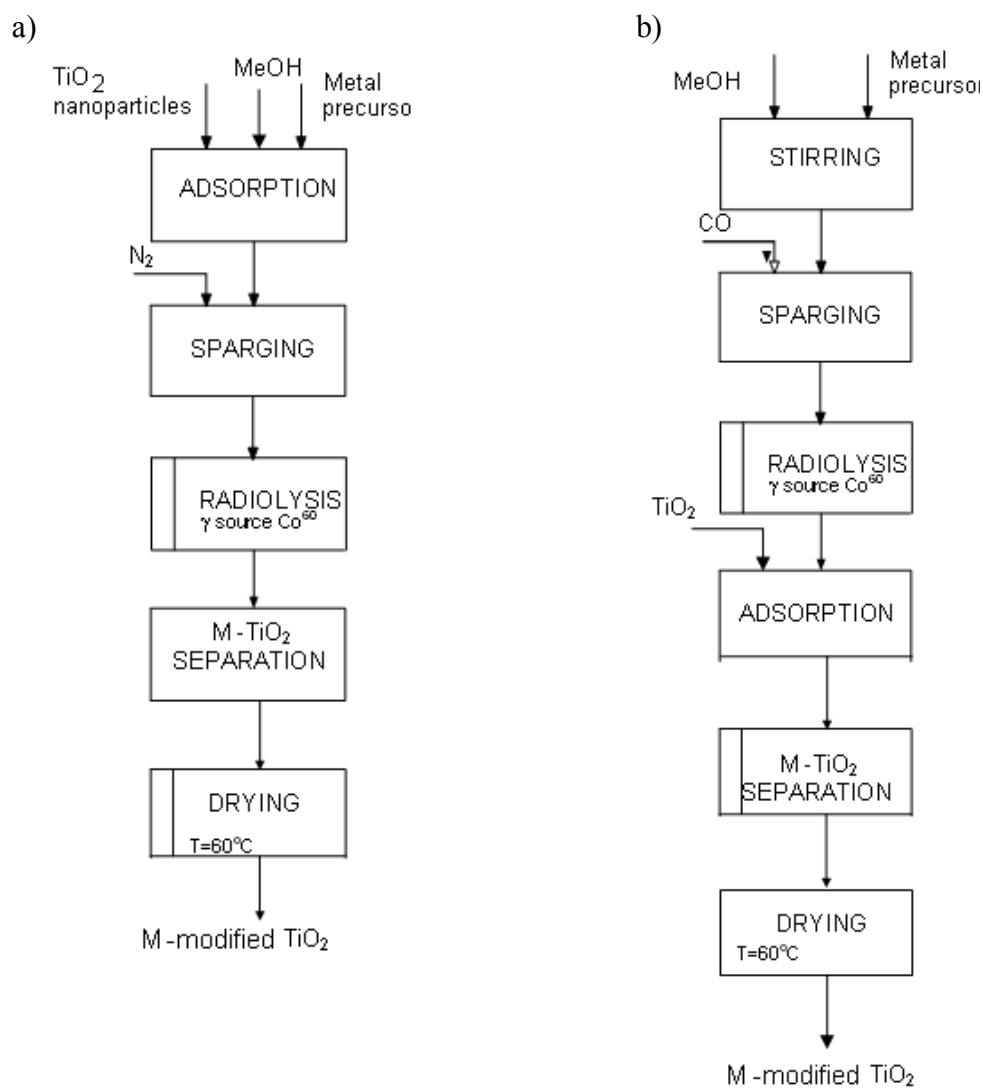 a)
TiO2
nanoparticles
MeOH
Metal
precurso
ADSORPTION
N2
SPARGING
RADIOLYSIS
γ source Co60
M-TiO2
SEPARATION
DRYING
T=60°C
M-modified TiO2
b)
MeOH
Metal
precursor
STIRRING
CO
SPARGING
RADIOLYSIS
γ source Co60
TiO2
ADSORPTION
M-TiO2
SEPARATION
DRYING
T=60°C
M-modified TiO2